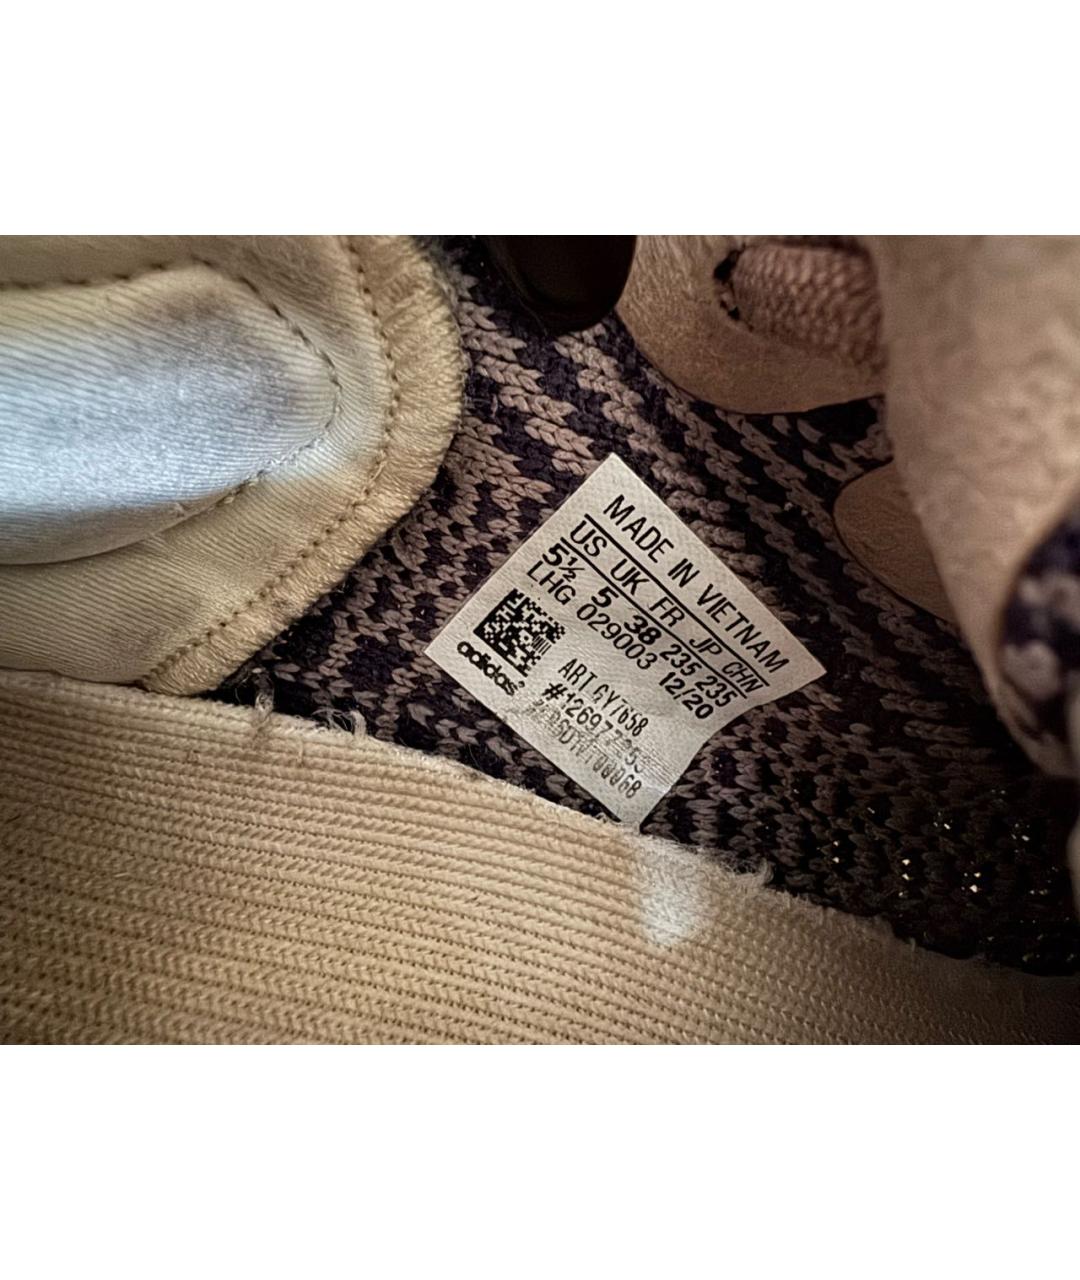 MADE IN VIETNAM
US UK FR JP CHN
5½ 5 38 235 235
LHG 029003 12/20
adidas
ART GY7658